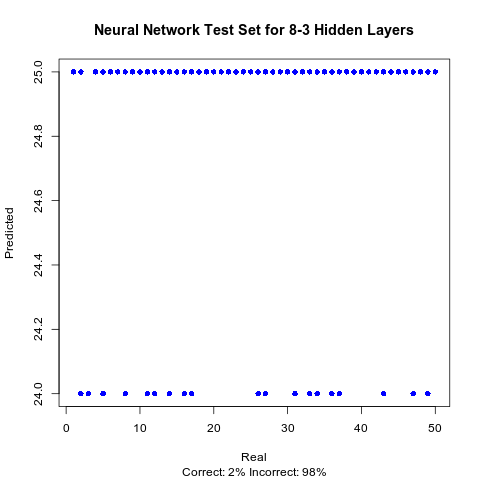 Neural Network Test Set for 8-3 Hidden Layers
Predicted
25.0
24.8
24.6
24.4
24.2
24.0
0 10 20 30 40 50
Real
Correct: 2% Incorrect: 98%